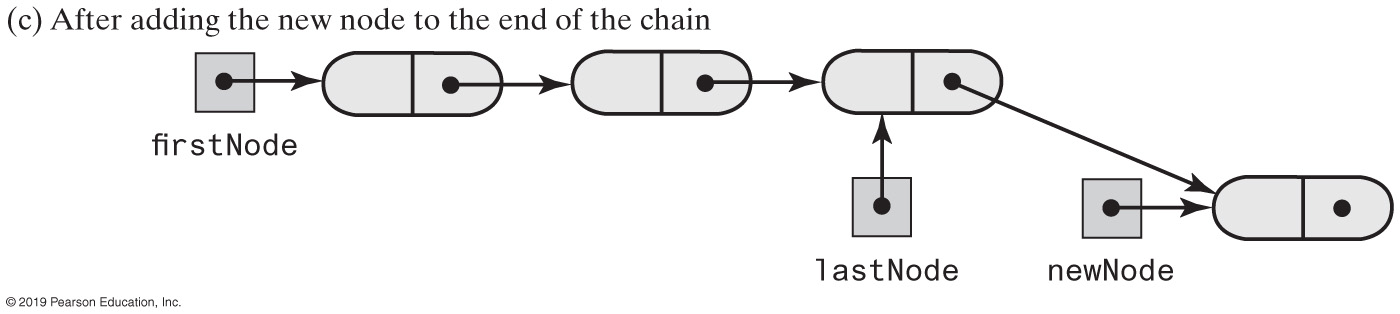 (c) After adding the new node to the end of the chain
firstNode
lastNode
newNode
© 2019 Pearson Education, Inc.